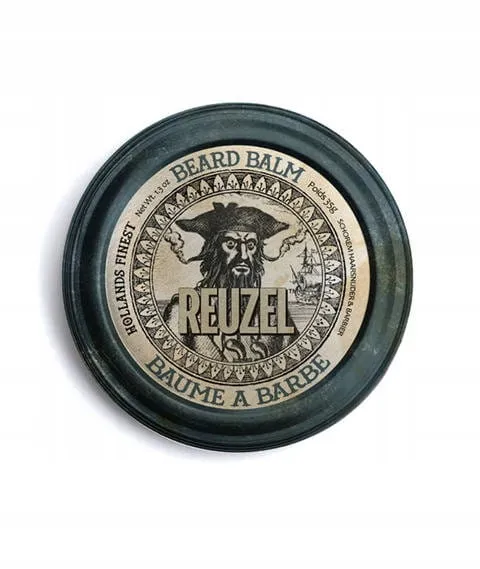 BEARD BALM
Net Wt. 1.3 oz
Poids 35g
HOLLANDS FINEST
SCHOREM HAARSNIJDER & BARBIER
REUZEL
BAUME A BARBE